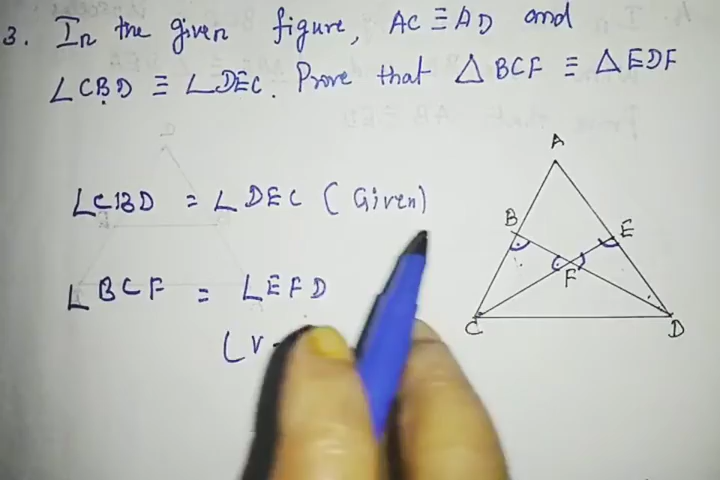 3. In the given figure, AC ≡ AD and
∠CBD ≡ ∠DEC. Prove that △BCF ≡ △EDF
∠CBD = ∠DEC (Given)
∠BCF = ∠EFD
(V
A
B
E
F
C
D